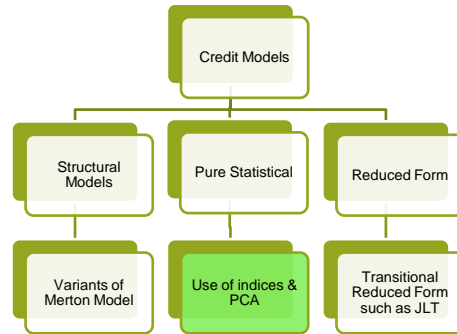 Credit Models
Structural
Models
Pure Statistical
Reduced Form
Variants of
Merton Model
Use of indices &
PCA
Transitional
Reduced Form
such as JLT